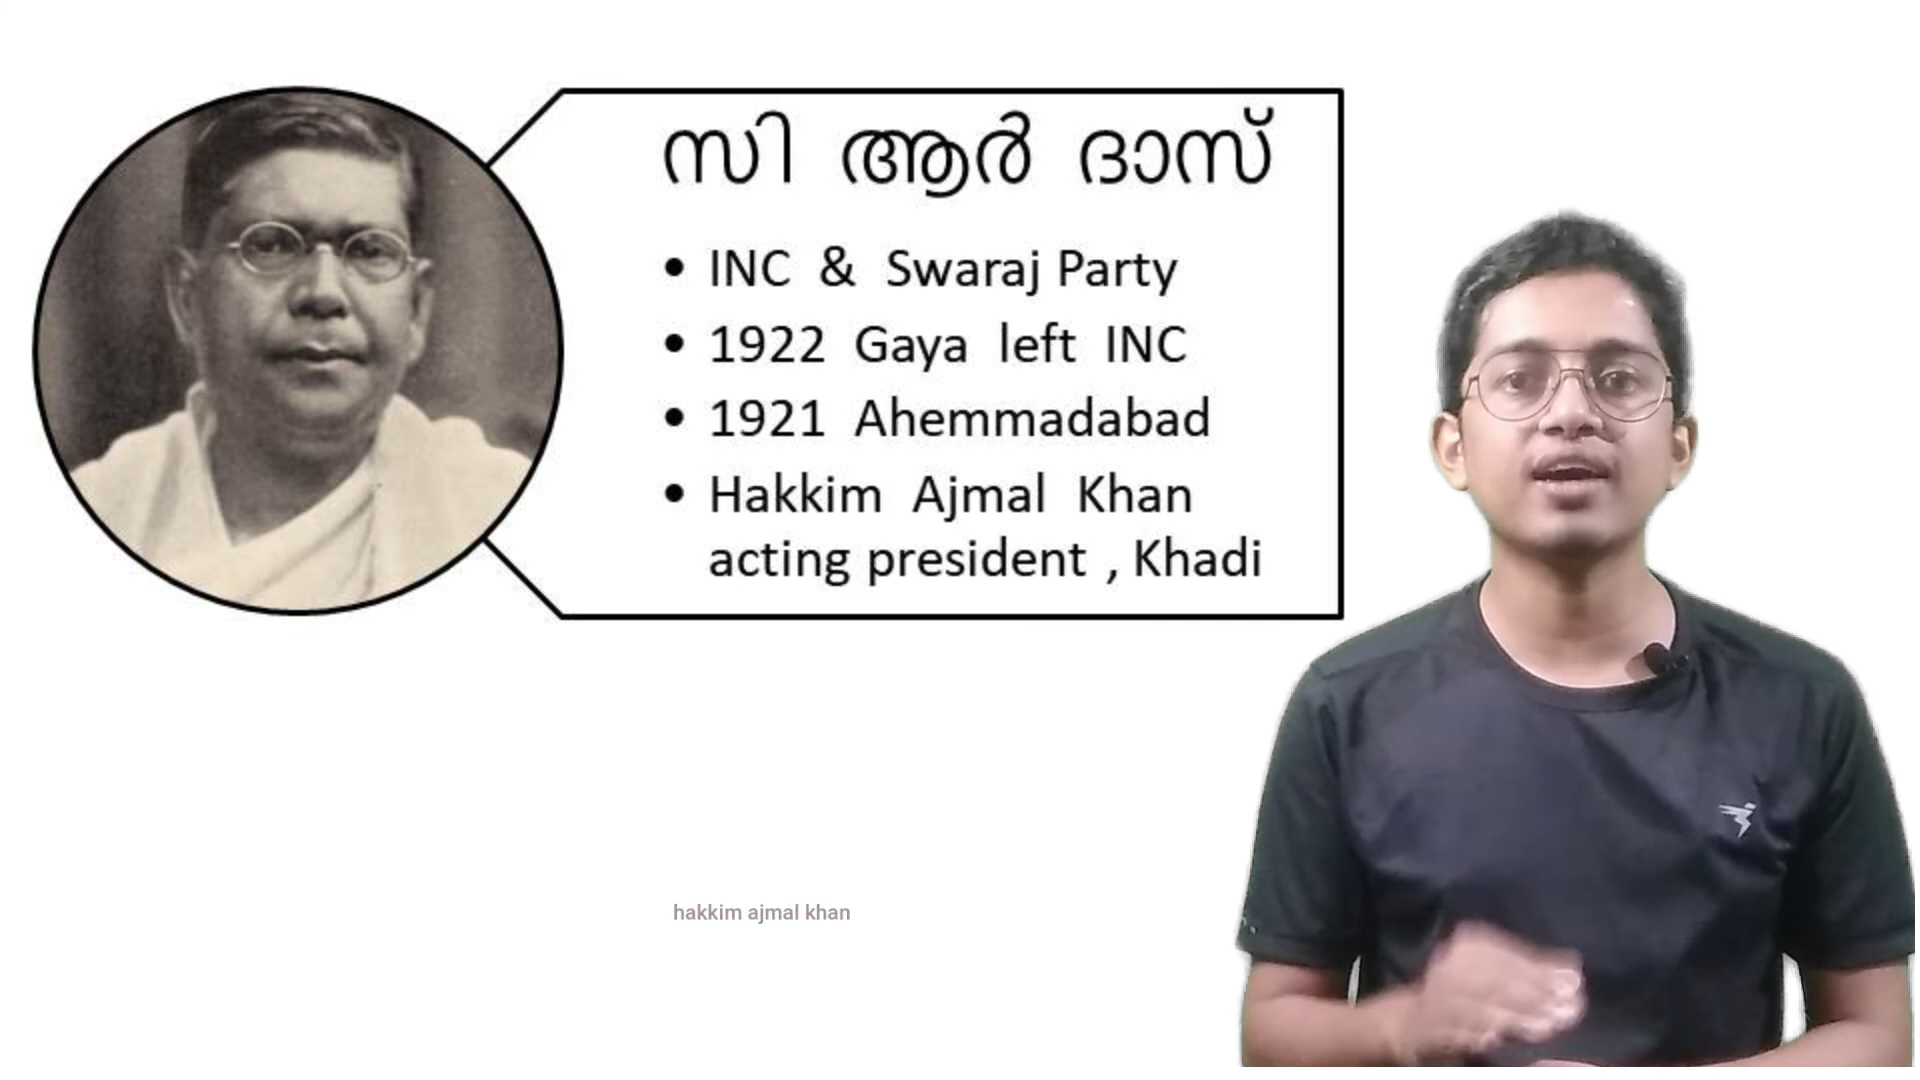 സി ആർ ദാസ്
• INC & Swaraj Party
• 1922 Gaya left INC
• 1921 Ahemmadabad
• Hakkim Ajmal Khan
acting president , Khadi
hakkim ajmal khan